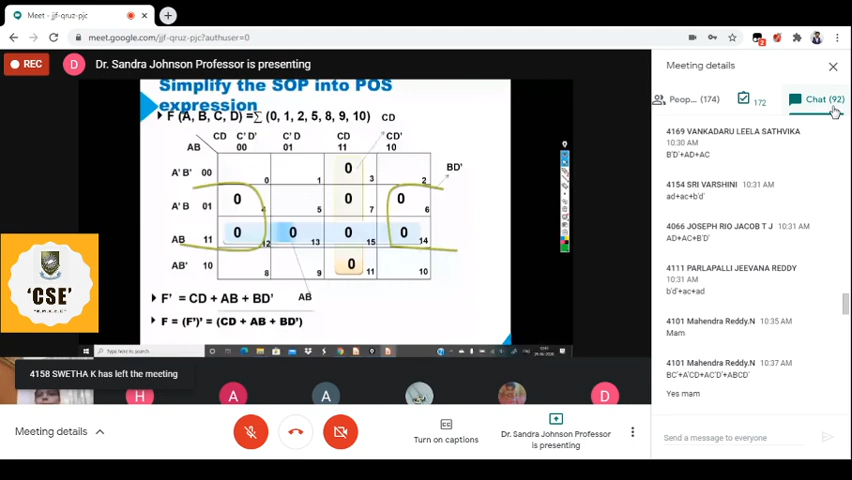 Meet - jjf-qruz-pjc
meet.google.com/jjf-qruz-pjc?authuser=0
REC
D
Dr. Sandra Johnson Professor is presenting
Simplify the SOP into POS
expression
F (A, B, C, D) =∑ (0, 1, 2, 5, 8, 9, 10)
CD
CD C' D' C' D CD CD'
AB 00 01 11 10
BD'
A' B' 00 0 0 1 3 2
A' B 01 0 0 0 4 5 7 6
AB 11 0 0 0 0 12 13 15 14
AB' 10 0 8 9 11 10
F' = CD + AB + BD'
AB
F = (F')' = (CD + AB + BD')
Type here to search
'CSE'
4158 SWETHA K has left the meeting
H A A D
Meeting details
Turn on captions
Dr. Sandra Johnson Professor
is presenting
Meeting details
Peop... (174)
172
Chat (92)
4169 VANKADARU LEELA SATHVIKA
10:30 AM
B'D'+AD+AC
4154 SRI VARSHINI 10:31 AM
ad+ac+b'd'
4066 JOSEPH RIO JACOB T J 10:31 AM
AD+AC+B'D'
4111 PARLAPALLI JEEVANA REDDY
10:31 AM
b'd'+ac+ad
4101 Mahendra Reddy.N 10:35 AM
Mam
4101 Mahendra Reddy.N 10:37 AM
BC'+A'CD+AC'D'+ABCD'
Yes mam
Send a message to everyone